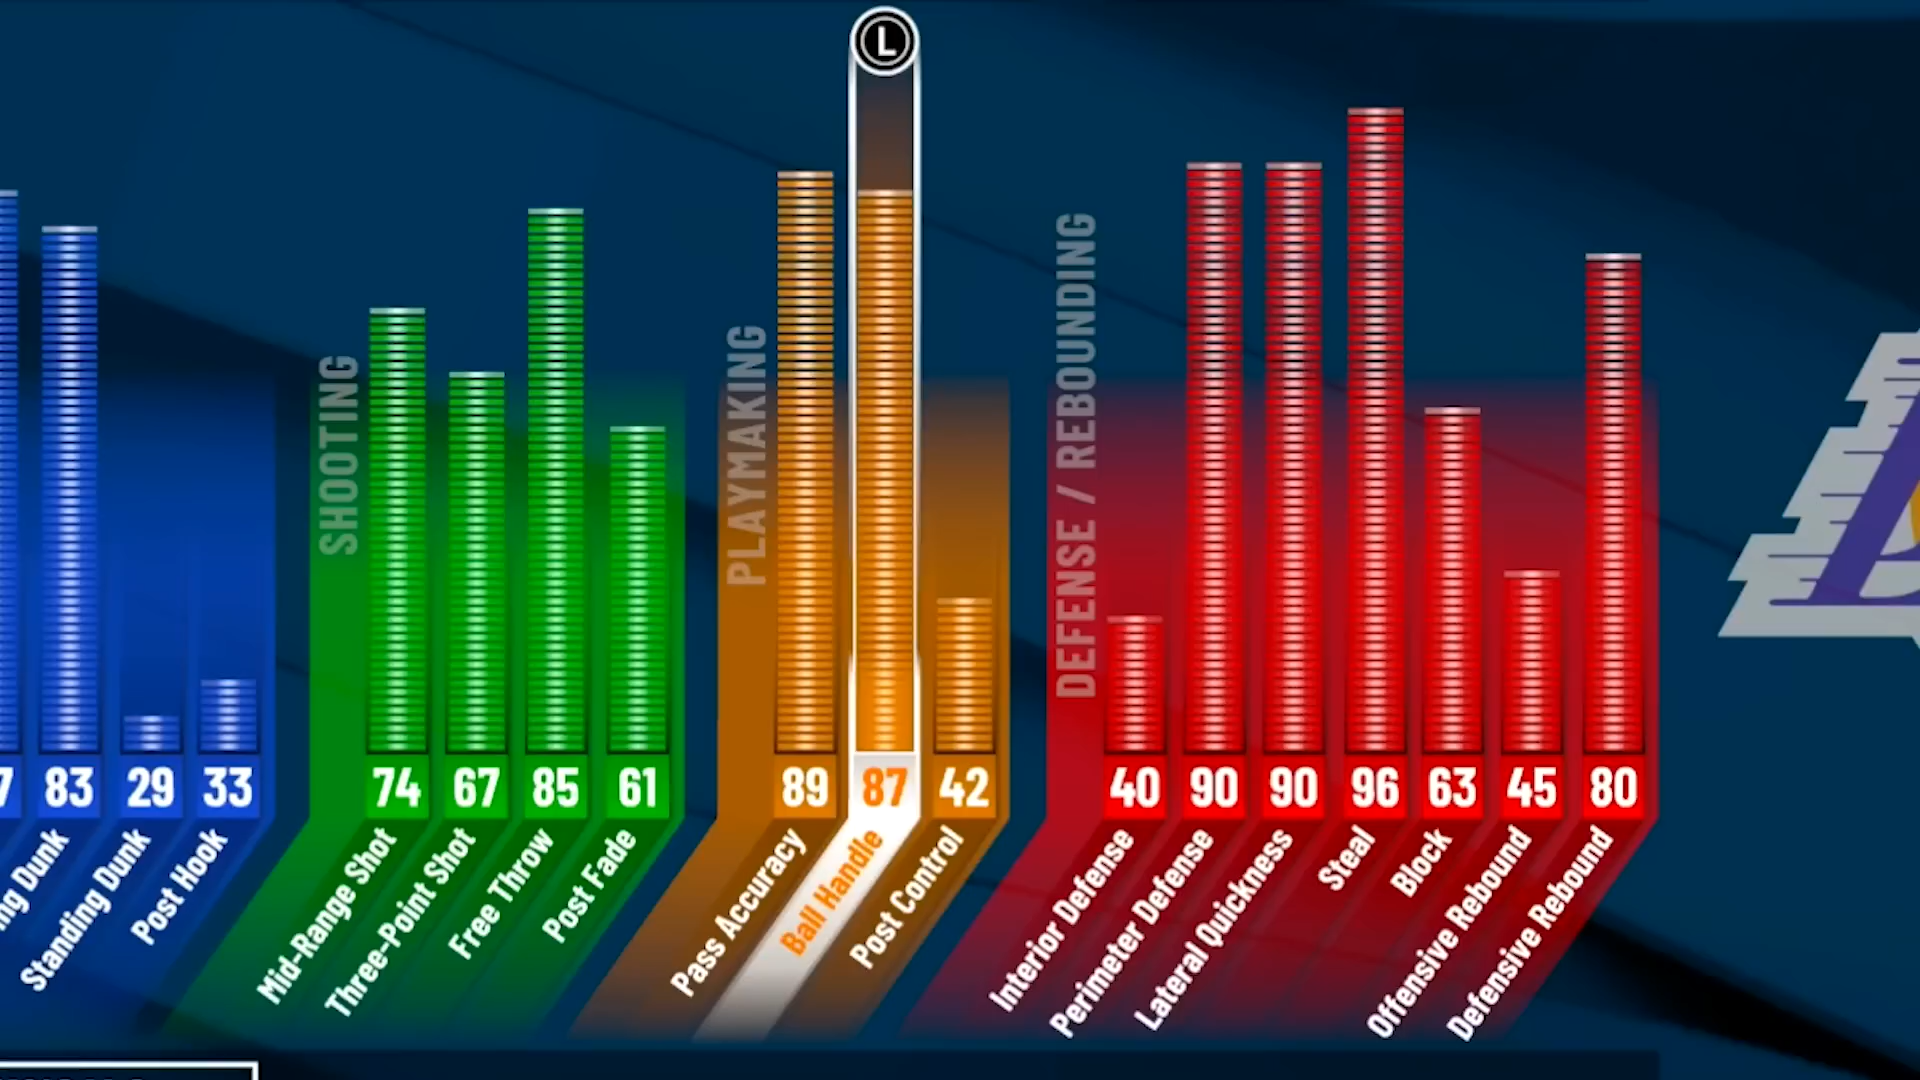 L
SHOOTING
PLAYMAKING
DEFENSE / REBOUNDING
83
29
33
74
67
85
61
89
87
42
40
90
90
96
63
45
80
Standing Dunk
Post Hook
Mid-Range Shot
Three-Point Shot
Free Throw
Post Fade
Pass Accuracy
Ball Handle
Post Control
Interior Defense
Perimeter Defense
Lateral Quickness
Steal
Block
Offensive Rebound
Defensive Rebound